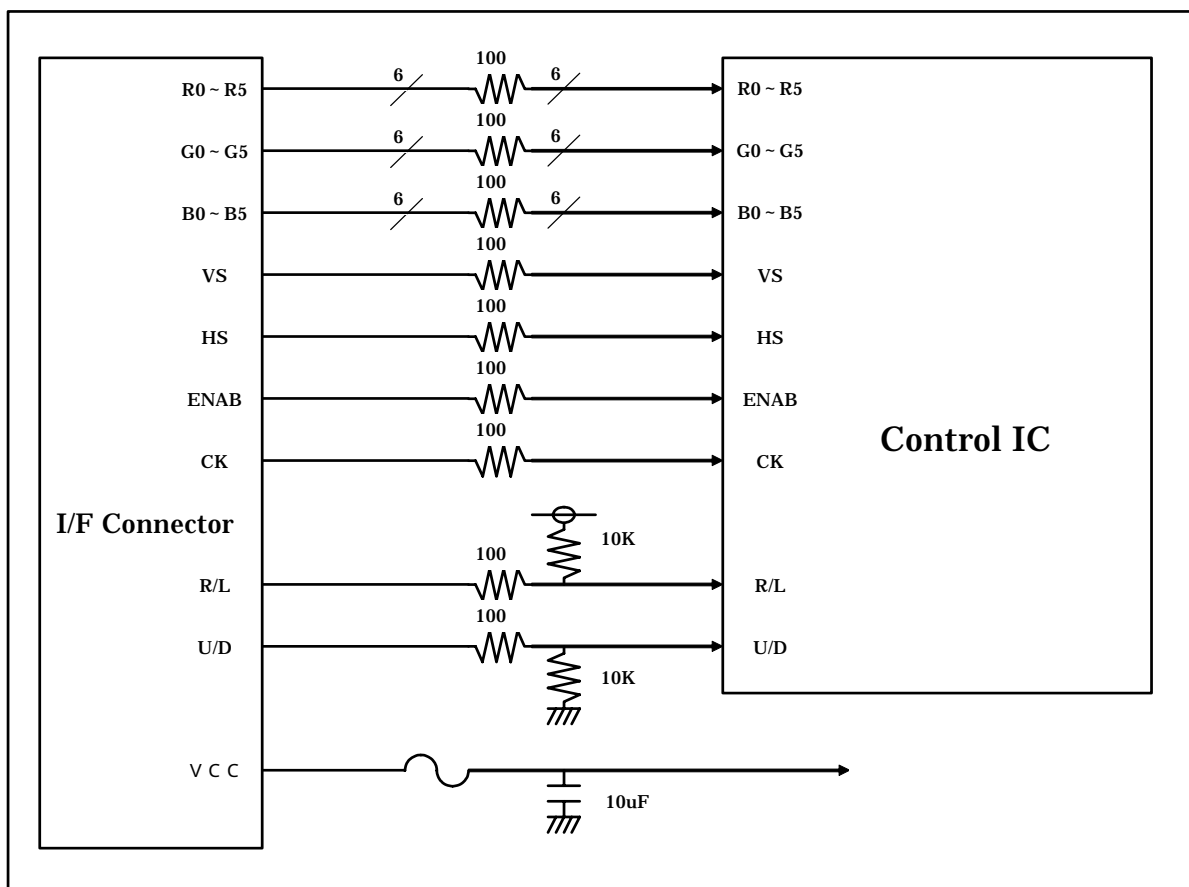 100
R0 ~ R5 6 6 R0 ~ R5
100
G0 ~ G5 6 6 G0 ~ G5
100
B0 ~ B5 6 6 B0 ~ B5
100
VS VS
100
HS HS
100
ENAB ENAB
100
CK CK
Control IC
I/F Connector
10K
100
R/L R/L
100
U/D U/D
10K
V C C
10uF